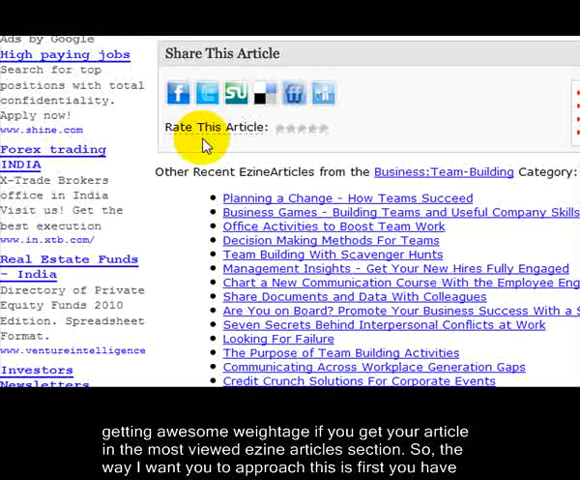 Ads by Google
High paying jobs
Search for top
positions with total
confidentiality.
Apply now!
www.shine.com
Forex trading
INDIA
X-Trade Brokers
office in India
Visit us! Get the
best execution
www.in.xtb.com/
Real Estate Funds
- India
Directory of Private
Equity Funds 2010
Edition. Spreadsheet
Format.
www.ventureintelligence
Investors
Newsletters
Share This Article
Rate This Article:
Other Recent EzineArticles from the Business:Team-Building Category:
Planning a Change - How Teams Succeed
Business Games - Building Teams and Useful Company Skills
Office Activities to Boost Team Work
Decision Making Methods For Teams
Team Building With Scavenger Hunts
Management Insights - Get Your New Hires Fully Engaged
Chart a New Communication Course With the Employee Eng
Share Documents and Data With Colleagues
Are You on Board? Promote Your Business Success With a S
Seven Secrets Behind Interpersonal Conflicts at Work
Looking For Failure
The Purpose of Team Building Activities
Communicating Across Workplace Generation Gaps
Credit Crunch Solutions For Corporate Events
getting awesome weightage if you get your article
in the most viewed ezine articles section. So, the
way I want you to approach this is first you have